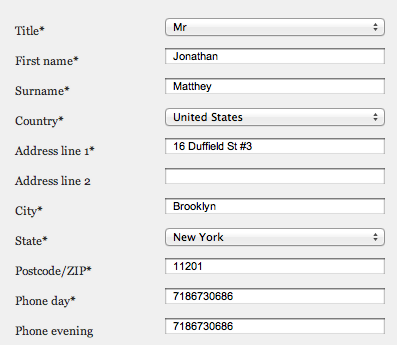 Title* Mr
First name* Jonathan
Surname* Matthey
Country* United States
Address line 1* 16 Duffield St #3
Address line 2
City* Brooklyn
State* New York
Postcode/ZIP* 11201
Phone day* 7186730686
Phone evening 7186730686